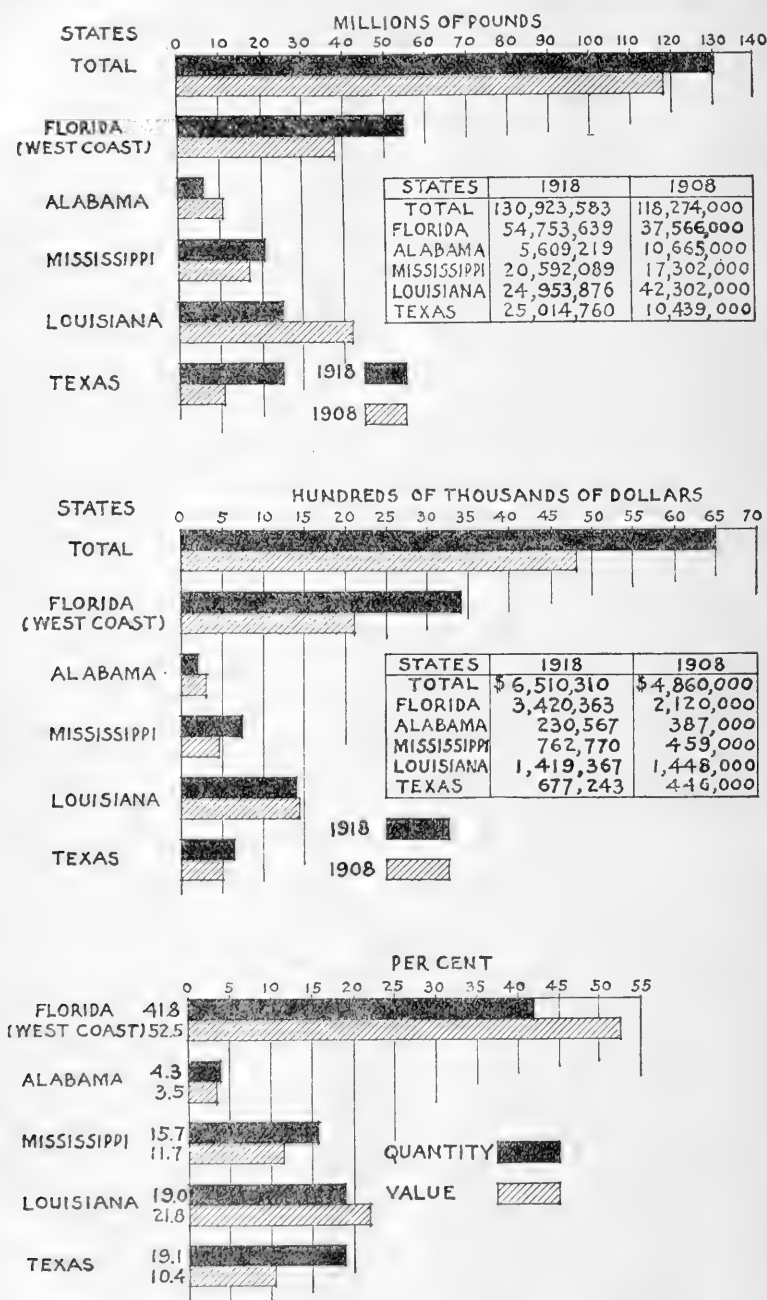 MILLIONS OF POUNDS
STATES
0 10 20 30 40 50 60 70 80 90 100 110 120 130 140
TOTAL
FLORIDA
(WEST COAST)
ALABAMA
MISSISSIPPI
LOUISIANA
TEXAS
STATES 1918 1908
TOTAL 130,923,583 118,274,000
FLORIDA 54,753,639 37,566,000
ALABAMA 5,609,219 10,665,000
MISSISSIPPI 20,592,089 17,302,000
LOUISIANA 24,953,876 42,302,000
TEXAS 25,014,760 10,439,000
1918
1908
HUNDREDS OF THOUSANDS OF DOLLARS
STATES
0 5 10 15 20 25 30 35 40 45 50 55 60 65 70
TOTAL
FLORIDA
(WEST COAST)
ALABAMA
MISSISSIPPI
LOUISIANA
TEXAS
STATES 1918 1908
TOTAL $6,510,310 $4,860,000
FLORIDA 3,420,363 2,120,000
ALABAMA 230,567 387,000
MISSISSIPPI 762,770 459,000
LOUISIANA 1,419,367 1,448,000
TEXAS 677,243 446,000
1918
1908
PER CENT
0 5 10 15 20 25 30 35 40 45 50 55
FLORIDA 41.8
(WEST COAST) 52.5
ALABAMA 4.3
3.5
MISSISSIPPI 15.7
11.7
LOUISIANA 19.0
21.8
TEXAS 19.1
10.4
QUANTITY
VALUE